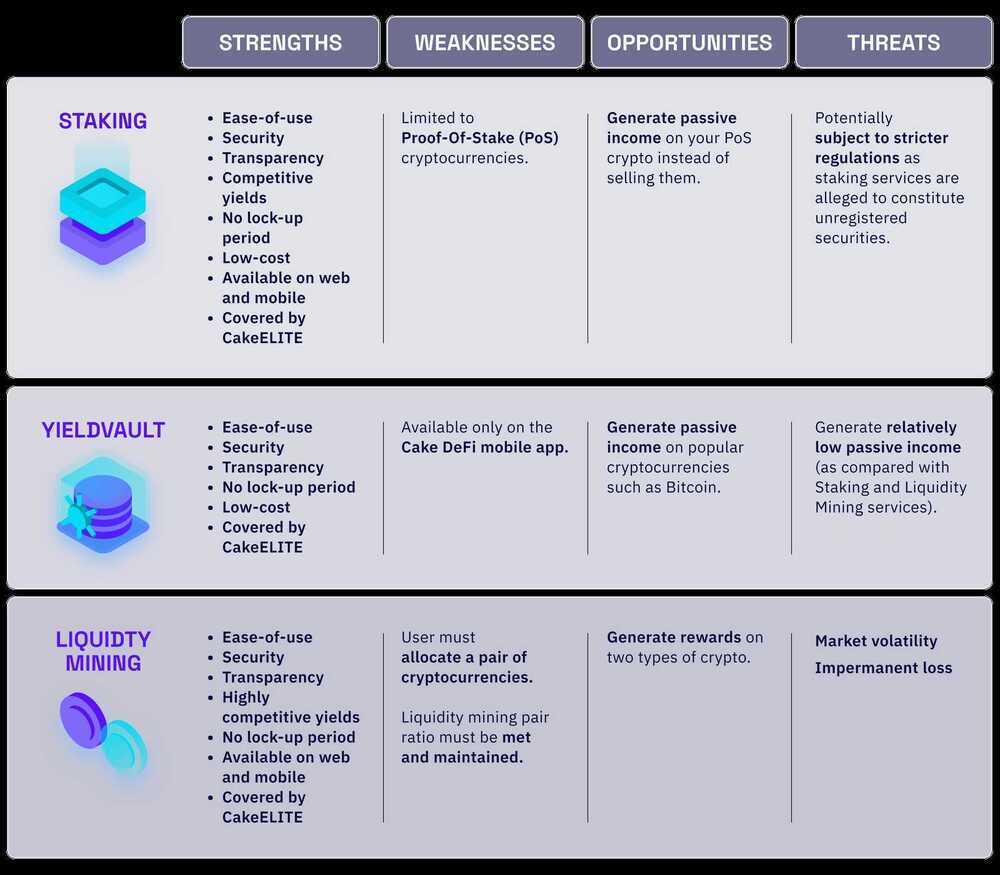 STRENGTHS
WEAKNESSES
OPPORTUNITIES
THREATS
STAKING
• Ease-of-use
• Security
• Transparency
• Competitive
yields
• No lock-up
period
• Low-cost
• Available on web
and mobile
• Covered by
CakeELITE
Limited to
Proof-Of-Stake (PoS)
cryptocurrencies.
Generate passive
income on your PoS
crypto instead of
selling them.
Potentially
subject to stricter
regulations as
staking services are
alleged to constitute
unregistered
securities.
YIELDVAULT
• Ease-of-use
• Security
• Transparency
• No lock-up period
• Low-cost
• Covered by
CakeELITE
Available only on the
Cake DeFi mobile app.
Generate passive
income on popular
cryptocurrencies
such as Bitcoin.
Generate relatively
low passive income
(as compared with
Staking and Liquidity
Mining services).
LIQUIDTY
MINING
• Ease-of-use
• Security
• Transparency
• Highly
competitive yields
• No lock-up period
• Available on web
and mobile
• Covered by
CakeELITE
User must
allocate a pair of
cryptocurrencies.
Liquidity mining pair
ratio must be met
and maintained.
Generate rewards on
two types of crypto.
Market volatility
Impermanent loss